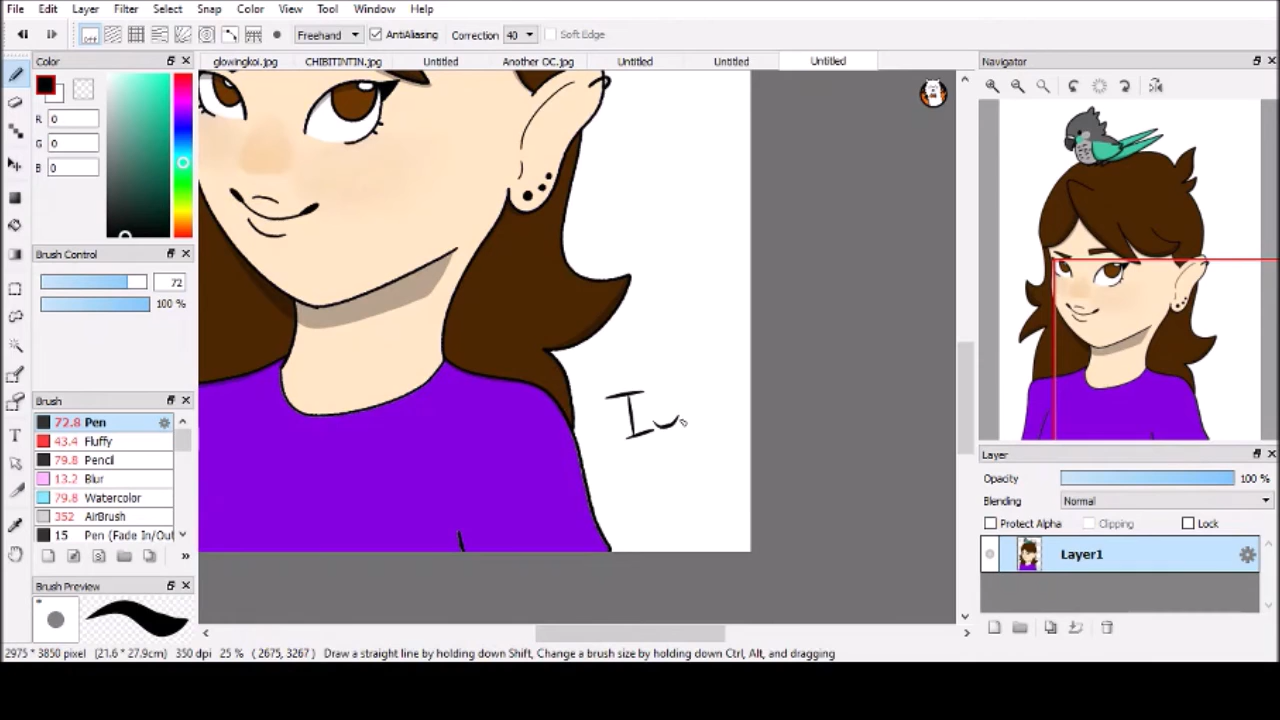 File Edit Layer Filter Select Snap Color View Tool Window Help
off Freehand AntiAliasing Correction 40 Soft Edge
Color
glowingkoi.jpg CHIBITINTIN.jpg Untitled Another OC.jpg Untitled Untitled Untitled
Navigator
R 0
G 0
B 0
Brush Control
72
100 %
Brush
72.8 Pen
43.4 Fluffy
79.8 Pencil
13.2 Blur
79.8 Watercolor
352 AirBrush
15 Pen (Fade In/Out
Brush Preview
I
Layer
Opacity 100 %
Blending Normal
Protect Alpha Clipping Lock
Layer1
2975 * 3850 pixel (21.6 * 27.9cm) 350 dpi 25 % ( 2675, 3267 ) Draw a straight line by holding down Shift, Change a brush size by holding down Ctrl, Alt, and dragging